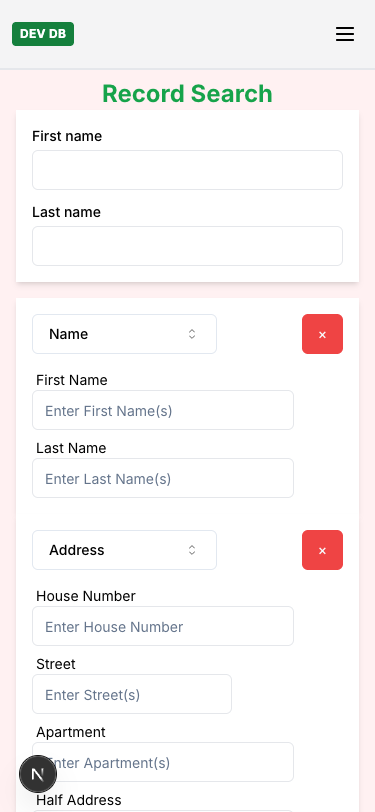 DEV DB
Record Search
First name
Last name
Name
×
First Name
Enter First Name(s)
Last Name
Enter Last Name(s)
Address
×
House Number
Enter House Number
Street
Enter Street(s)
Apartment
Enter Apartment(s)
N
Half Address